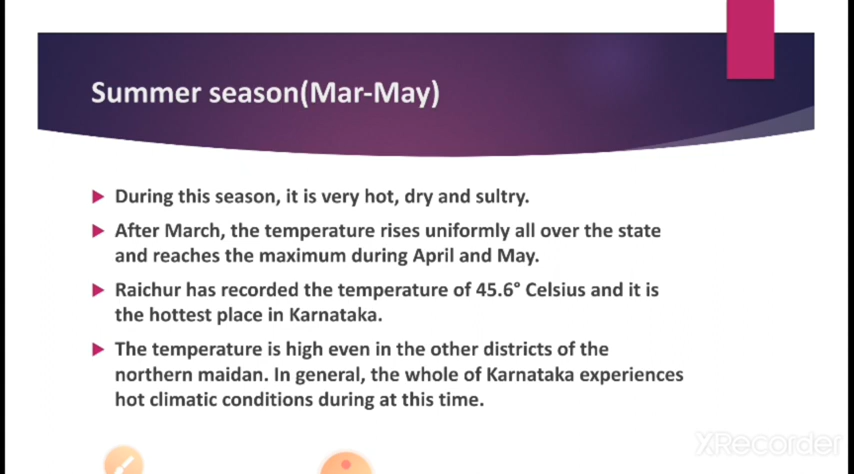 Summer season(Mar-May)
During this season, it is very hot, dry and sultry.
After March, the temperature rises uniformly all over the state
and reaches the maximum during April and May.
Raichur has recorded the temperature of 45.6° Celsius and it is
the hottest place in Karnataka.
The temperature is high even in the other districts of the
northern maidan. In general, the whole of Karnataka experiences
hot climatic conditions during at this time.
XRecorder